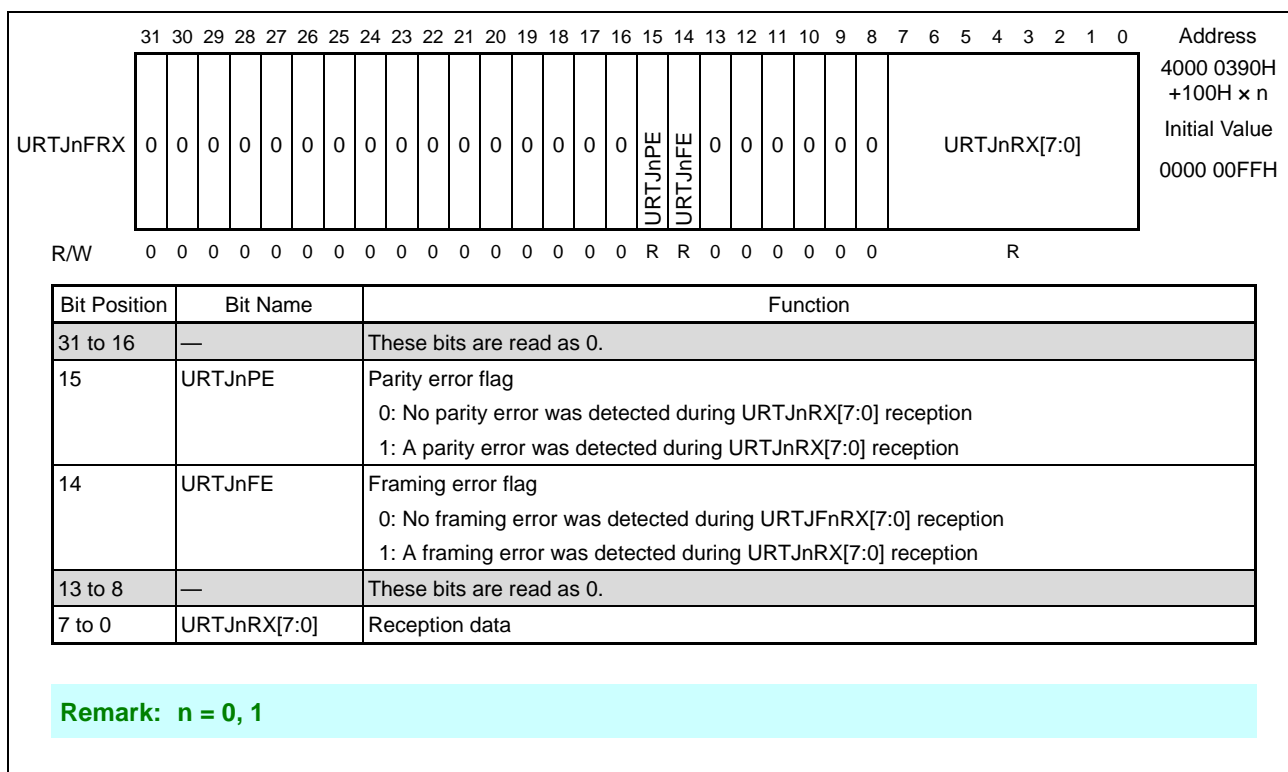 31 30 29 28 27 26 25 24 23 22 21 20 19 18 17 16 15 14 13 12 11 10 9 8 7 6 5 4 3 2 1 0 Address
4000 0390H
+100H × n
URTJnFRX 0 0 0 0 0 0 0 0 0 0 0 0 0 0 0 0 URTJnPE URTJnFE 0 0 0 0 0 0 URTJnRX[7:0] Initial Value
0000 00FFH
R/W 0 0 0 0 0 0 0 0 0 0 0 0 0 0 0 0 R R 0 0 0 0 0 0 R
Bit Position Bit Name Function
31 to 16 — These bits are read as 0.
15 URTJnPE Parity error flag
0: No parity error was detected during URTJnRX[7:0] reception
1: A parity error was detected during URTJnRX[7:0] reception
14 URTJnFE Framing error flag
0: No framing error was detected during URTJFnRX[7:0] reception
1: A framing error was detected during URTJnRX[7:0] reception
13 to 8 — These bits are read as 0.
7 to 0 URTJnRX[7:0] Reception data
Remark: n = 0, 1